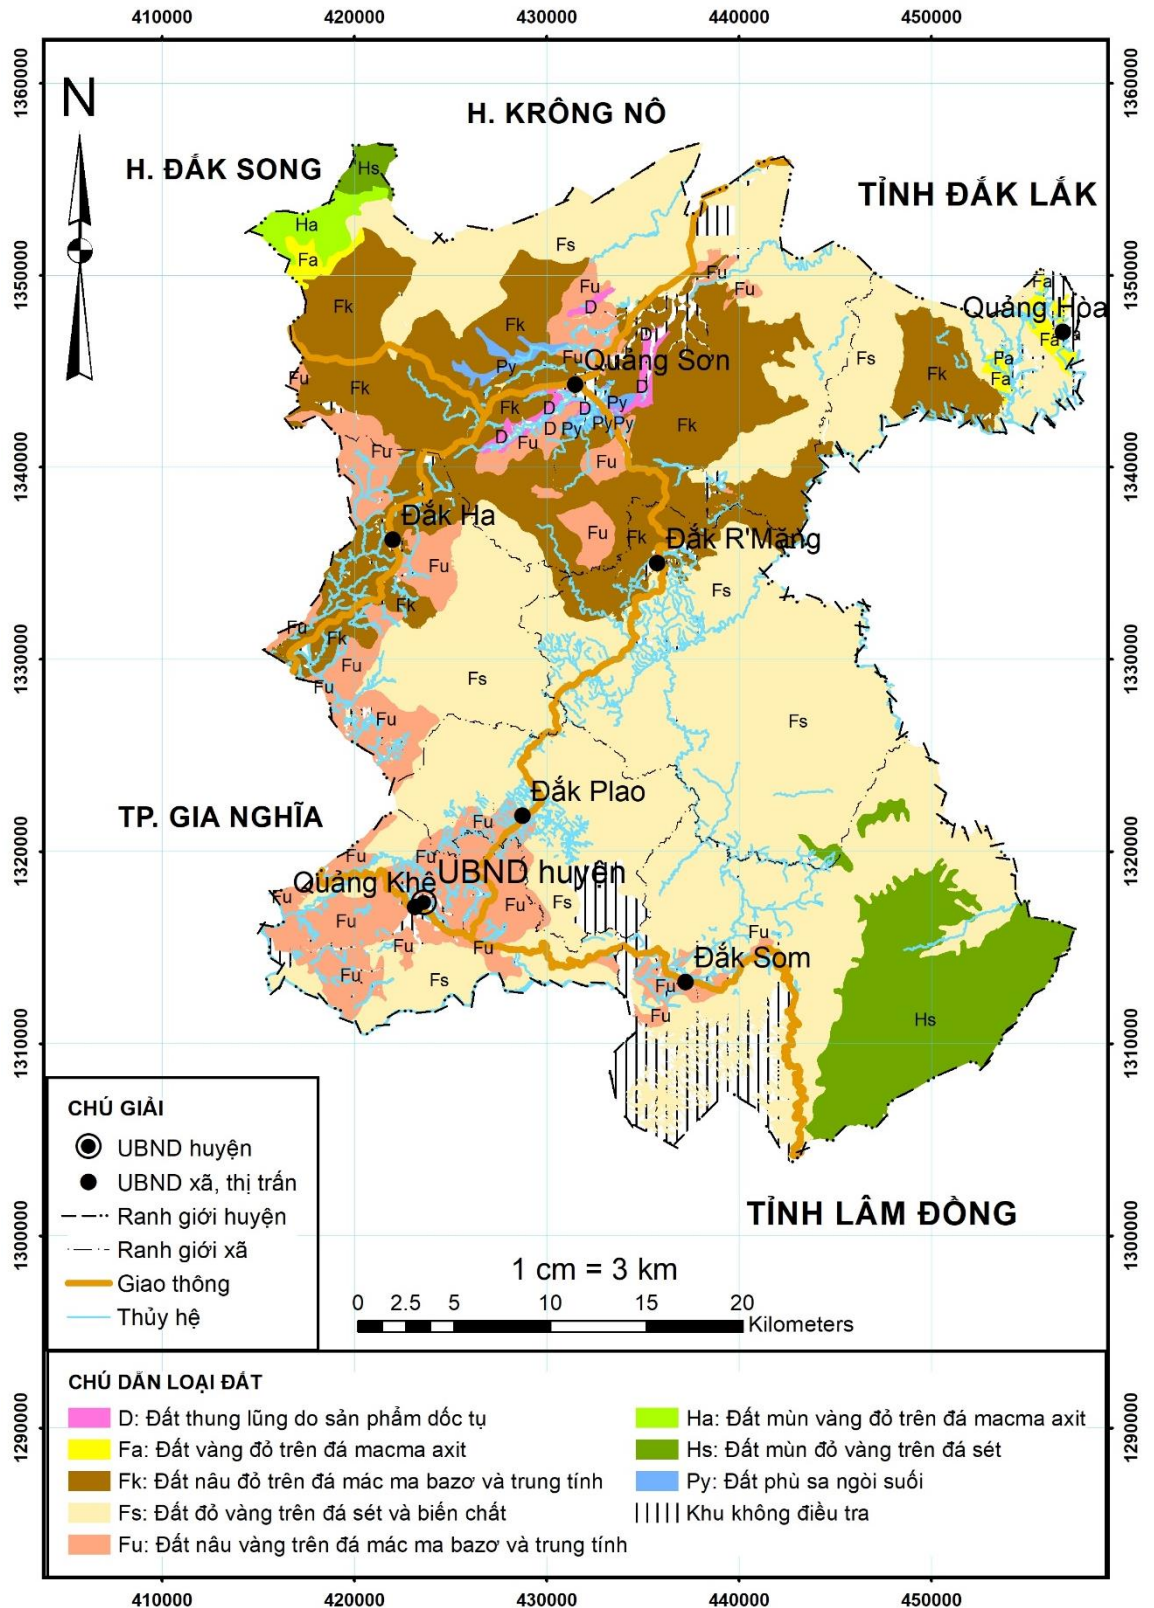 410000 420000 430000 440000 450000
1360000 1360000
N
H. KRÔNG NÔ
H. ĐẮK SONG
Hs
TỈNH ĐẮK LẮK
Ha
Fs
Fa
1350000 1350000
Fu
Fu
Fa
Fu
D
Fk
Quảng Hòa
Fk
D
Fa
Fu
Quảng Sơn
Fs
Fa
Py
Fk
Fa
Fu
Fk
D
Fk
D
D
Py
Fk
D
Py
Py
Py
D
Fu
Fu
Fu
1340000 1340000
Đắk Ha
Fu
Fk
Đắk R'Măng
Fu
Fs
Fk
Fu
Fk
1330000 1330000
Fu
Fu
Fs
Fu
Fs
Đắk Plao
TP. GIA NGHĨA
Fu
1320000 1320000
Fu
Fu
UBND huyện
Quảng Khê
Fu
Fu
Fs
Fu
Fu
Fu
Fu
Đắk Som
Fu
Fs
Fu
Fu
Hs
1310000 1310000
CHÚ GIẢI
UBND huyện
UBND xã, thị trấn
Ranh giới huyện
Ranh giới xã
Giao thông
Thủy hệ
TỈNH LÂM ĐỒNG
1300000 1300000
1 cm = 3 km
0 2.5 5 10 15 20
Kilometers
CHÚ DẪN LOẠI ĐẤT
D: Đất thung lũng do sản phẩm dốc tụ
Fa: Đất vàng đỏ trên đá macma axit
Fk: Đất nâu đỏ trên đá mác ma bazơ và trung tính
Fs: Đất đỏ vàng trên đá sét và biến chất
Fu: Đất nâu vàng trên đá mác ma bazơ và trung tính
Ha: Đất mùn vàng đỏ trên đá macma axit
Hs: Đất mùn đỏ vàng trên đá sét
Py: Đất phù sa ngòi suối
Khu không điều tra
1290000 1290000
410000 420000 430000 440000 450000